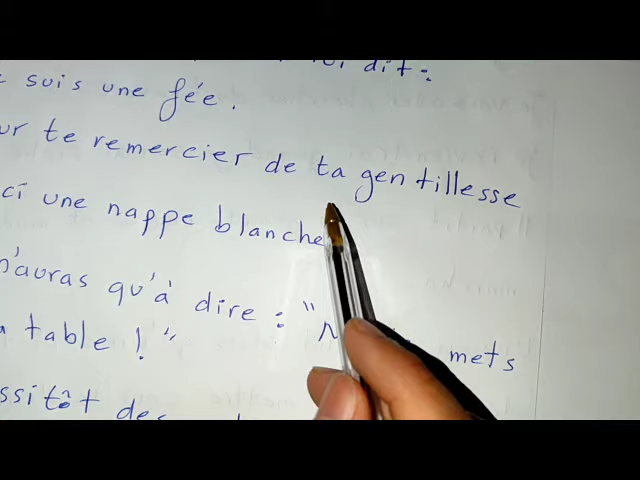 dit:
suis une fée.
ur te remercier de ta gentillesse
ci une nappe blanche
n'auras qu'à dire : " mets
a table ! "
ssitôt des